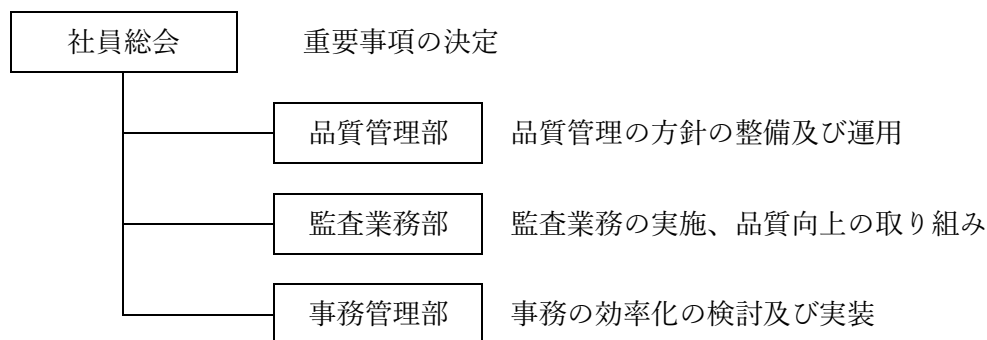 社員総会 重要事項の決定
品質管理部 品質管理の方針の整備及び運用
監査業務部 監査業務の実施、品質向上の取り組み
事務管理部 事務の効率化の検討及び実装